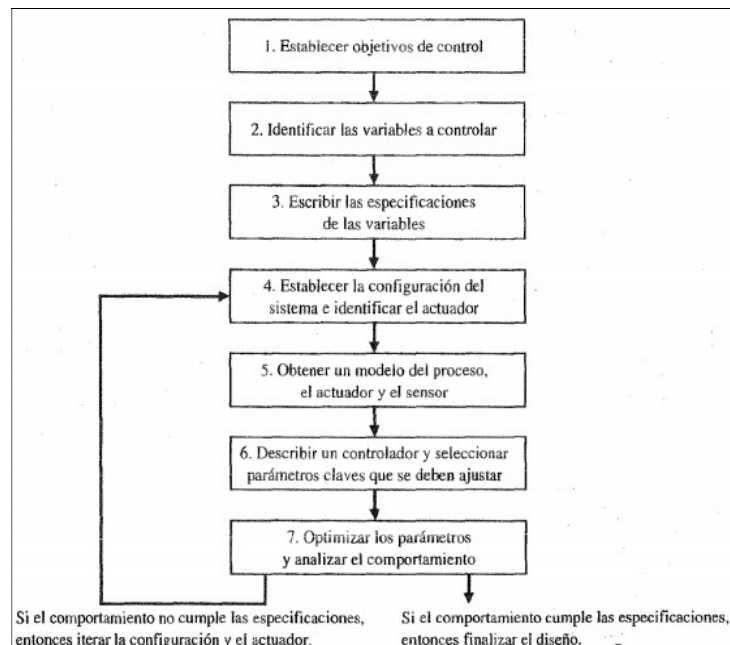 1. Establecer objetivos de control
2. Identificar las variables a controlar
3. Escribir las especificaciones
de las variables
4. Establecer la configuración del
sistema e identificar el actuador
5. Obtener un modelo del proceso,
el actuador y el sensor
6. Describir un controlador y seleccionar
parámetros claves que se deben ajustar
7. Optimizar los parámetros
y analizar el comportamiento
Si el comportamiento no cumple las especificaciones,
entonces iterar la configuración y el actuador.
Si el comportamiento cumple las especificaciones,
entonces finalizar el diseño.